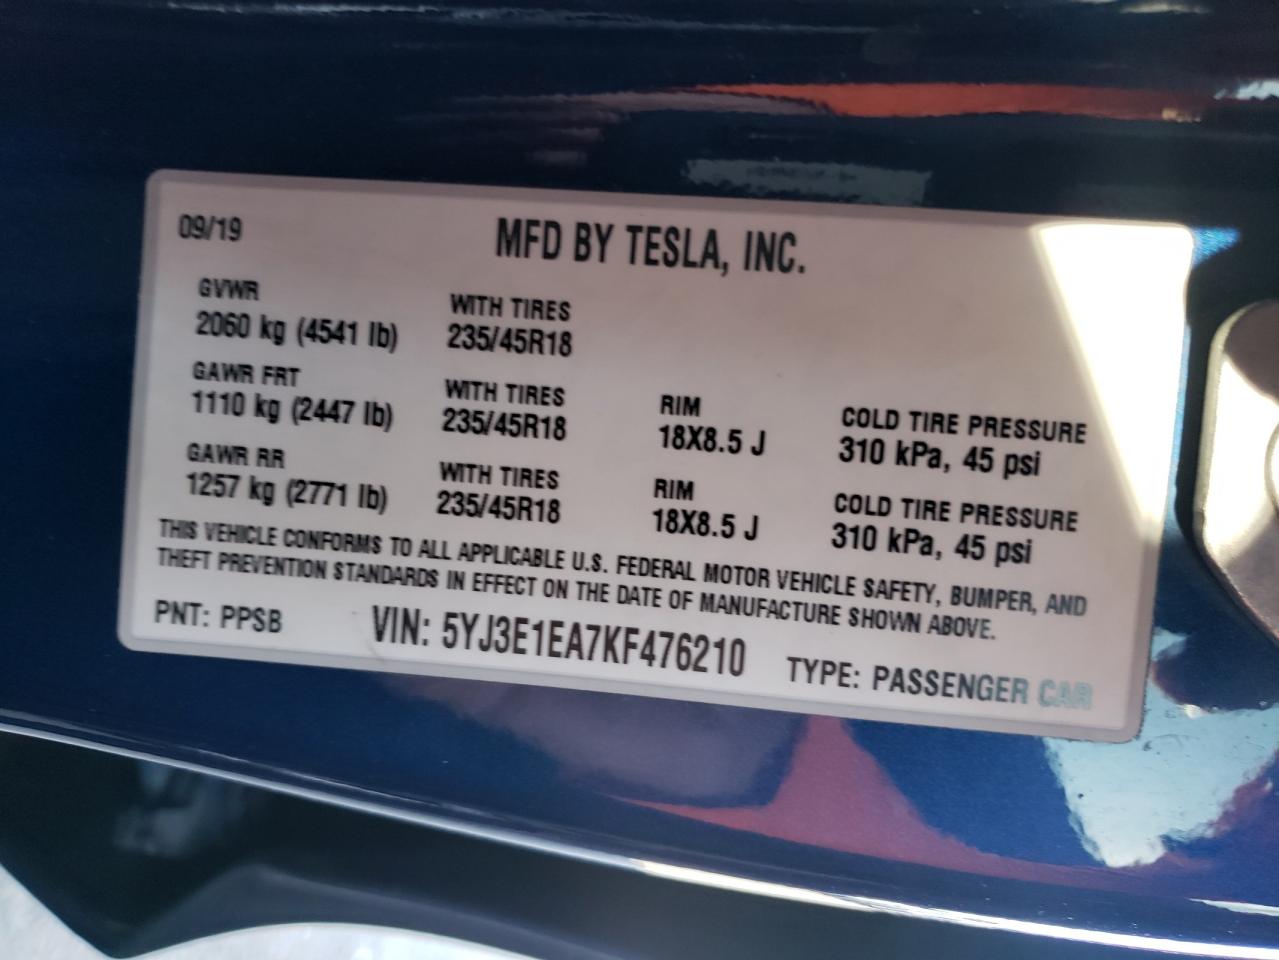 09/19 MFD BY TESLA, INC.
GVWR WITH TIRES
2060 kg (4541 lb) 235/45R18
GAWR FRT WITH TIRES RIM COLD TIRE PRESSURE
1110 kg (2447 lb) 235/45R18 18X8.5 J 310 kPa, 45 psi
GAWR RR WITH TIRES RIM COLD TIRE PRESSURE
1257 kg (2771 lb) 235/45R18 18X8.5 J 310 kPa, 45 psi
THIS VEHICLE CONFORMS TO ALL APPLICABLE U.S. FEDERAL MOTOR VEHICLE SAFETY, BUMPER, AND
THEFT PREVENTION STANDARDS IN EFFECT ON THE DATE OF MANUFACTURE SHOWN ABOVE.
PNT: PPSB VIN: 5YJ3E1EA7KF476210 TYPE: PASSENGER CAR